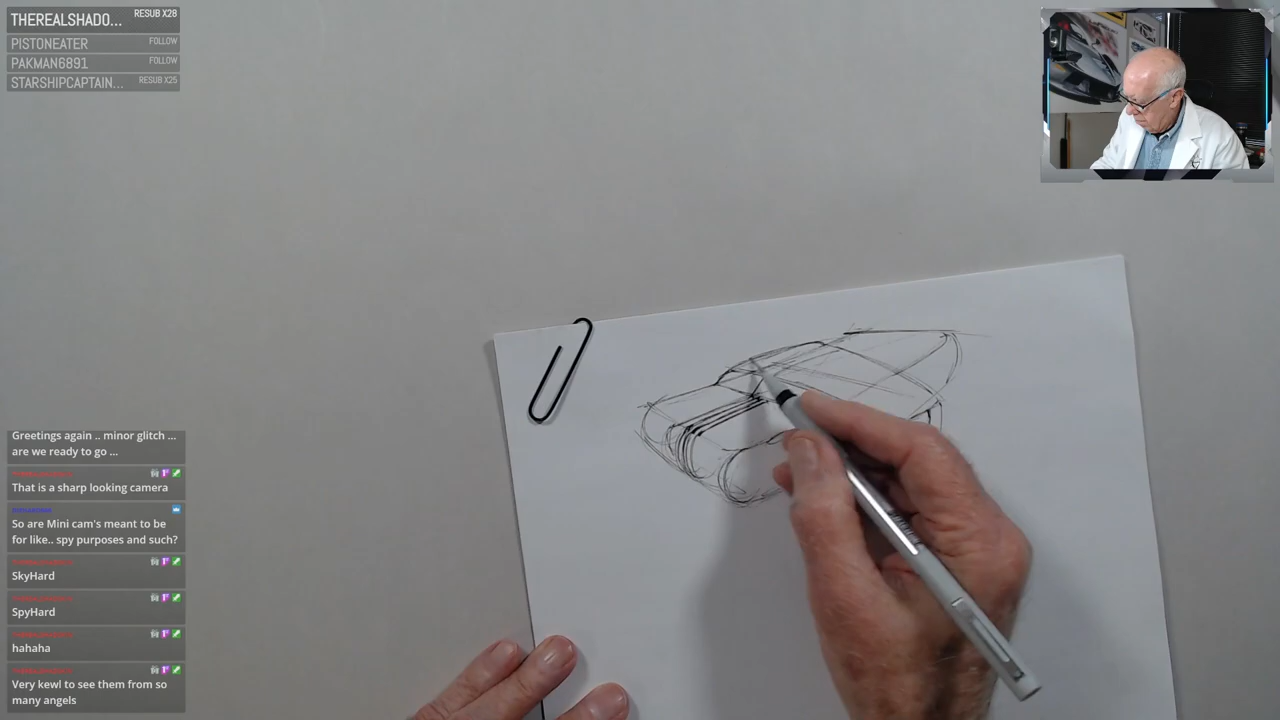 THEREALSHADO...
RESUB X28
PISTONEATER
FOLLOW
PAKMAN6891
FOLLOW
STARSHIPCAPTAIN...
RESUB X25
Greetings again .. minor glitch ...
are we ready to go ...
That is a sharp looking camera
So are Mini cam's meant to be
for like.. spy purposes and such?
SkyHard
SpyHard
hahaha
Very kewl to see them from so
many angels